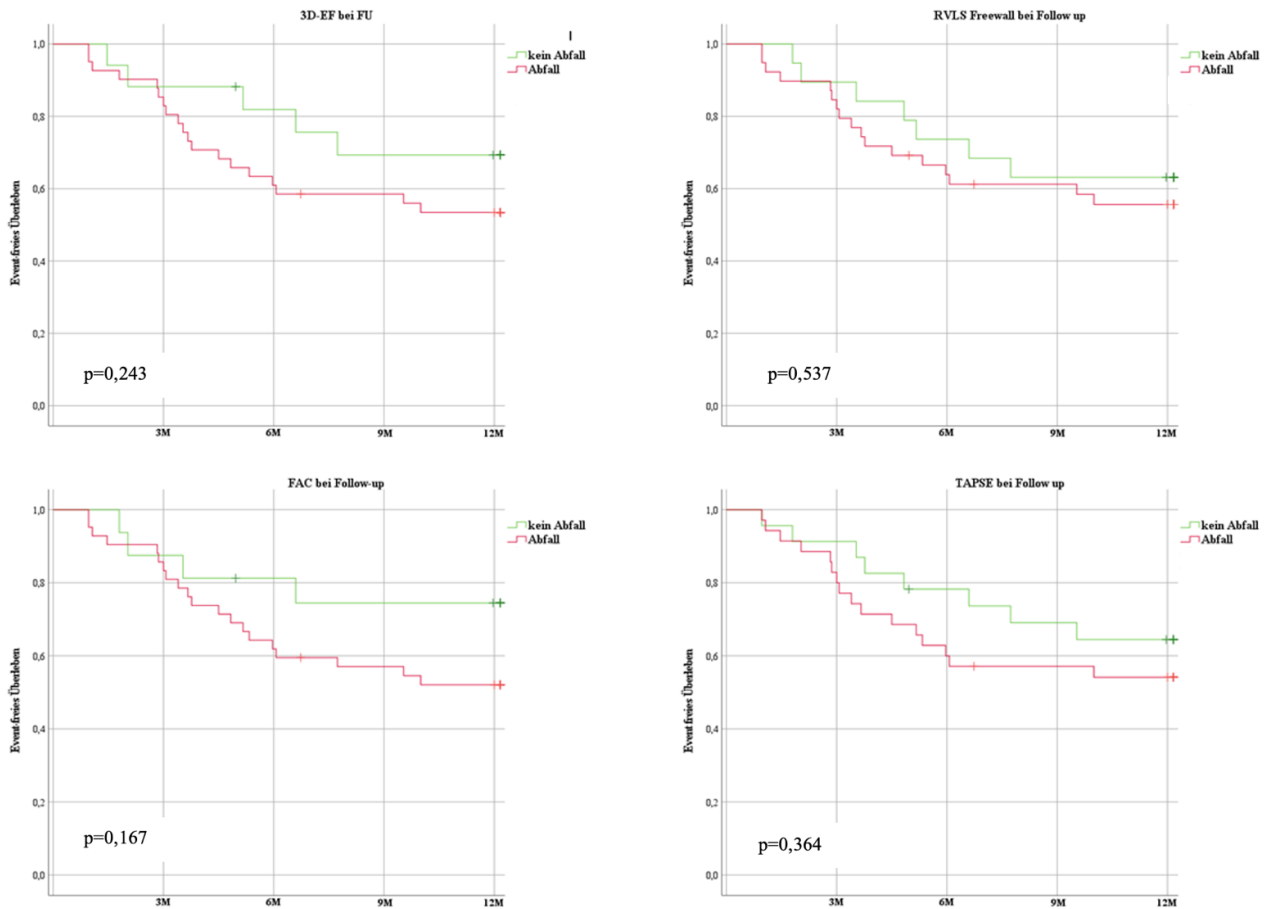 3D-EF bei FU
kein Abfall
Abfall
1,0
0,8
0,6
0,4
0,2
0,0
Event-freies Überleben
p=0,243
3M
6M
9M
12M
RVLS Freewall bei Follow up
kein Abfall
Abfall
1,0
0,8
0,6
0,4
0,2
0,0
Event-freies Überleben
p=0,537
3M
6M
9M
12M
FAC bei Follow-up
kein Abfall
Abfall
1,0
0,8
0,6
0,4
0,2
0,0
Event-freies Überleben
p=0,167
3M
6M
9M
12M
TAPSE bei Follow up
kein Abfall
Abfall
1,0
0,8
0,6
0,4
0,2
0,0
Event-freies Überleben
p=0,364
3M
6M
9M
12M